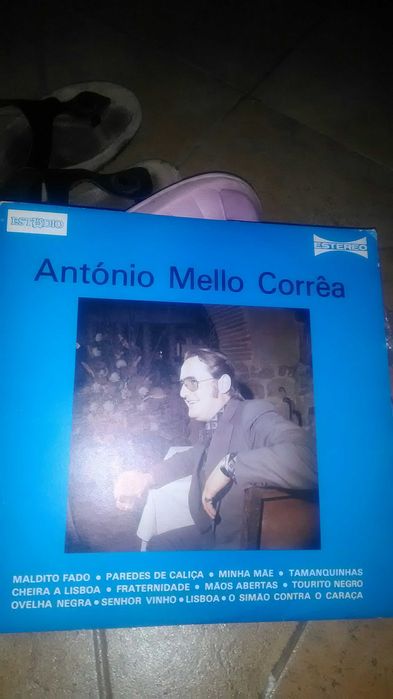 ESTÚDIO
ESTEREO
António Mello Corrêa
MALDITO FADO • PAREDES DE CALIÇA • MINHA MÃE • TAMANQUINHAS
CHEIRA A LISBOA • FRATERNIDADE • MÃOS ABERTAS • TOURITO NEGRO
OVELHA NEGRA • SENHOR VINHO • LISBOA • O SIMÃO CONTRA O CARAÇA